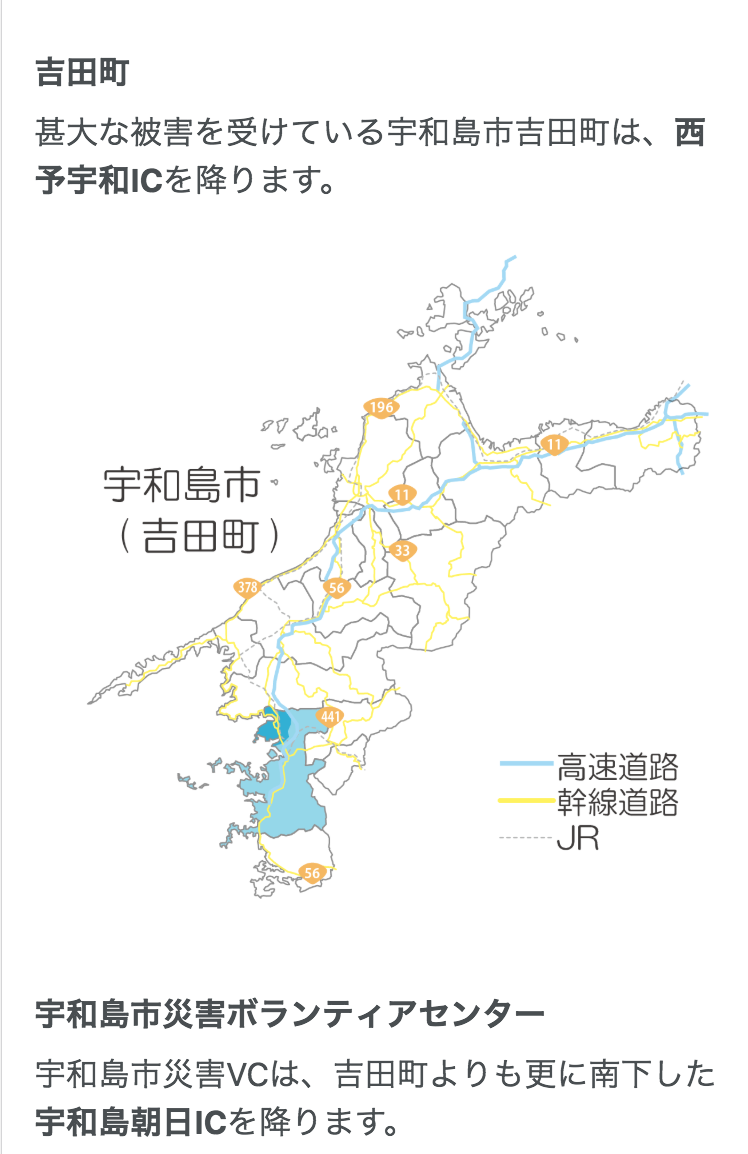 吉田町
甚大な被害を受けている宇和島市吉田町は、西
予宇和ICを降ります。
196
11
宇和島市
（吉田町）
11
33
378
56
441
高速道路
幹線道路
JR
56
宇和島市災害ボランティアセンター
宇和島市災害VCは、吉田町よりも更に南下した
宇和島朝日ICを降ります。